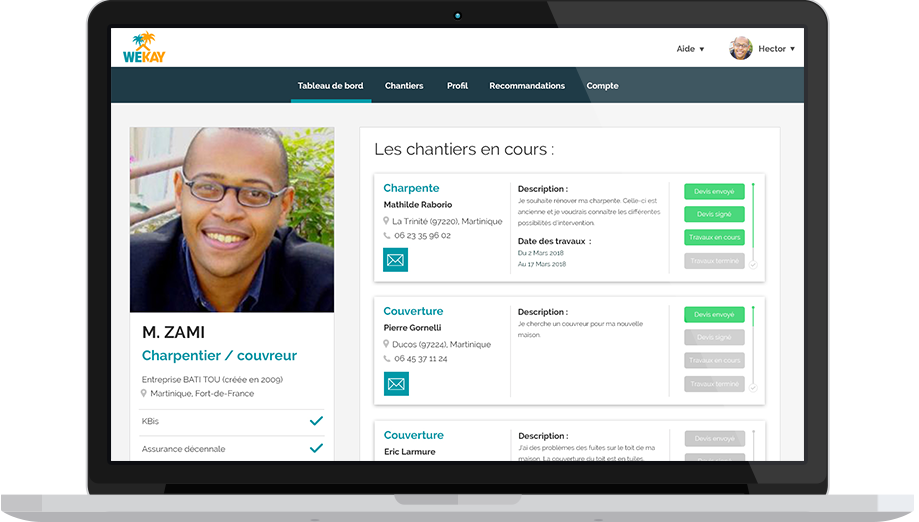 WEKAY
Aide
Hector
Tableau de bord
Chantiers
Profil
Recommandations
Compte
M. ZAMI
Charpentier / couvreur
Entreprise BATI TOU (créée en 2009)
Martinique, Fort-de-France
KBis
Assurance décennale
Les chantiers en cours :
Charpente
Mathilde Raborio
La Trinité (97220), Martinique
06 23 35 96 02
Description :
Je souhaite rénover ma charpente. Celle-ci est
ancienne et je voudrais connaître les différentes
possibilités d'intervention.
Date des travaux :
Du 2 Mars 2018
Au 17 Mars 2018
Devis envoyé
Devis signé
Travaux en cours
Travaux terminé
Couverture
Pierre Gornelli
Ducos (97224), Martinique
06 45 37 11 24
Description :
Je cherche un couvreur pour ma nouvelle
maison.
Devis envoyé
Devis signé
Travaux en cours
Travaux terminé
Couverture
Eric Larmure
Description :
J'ai des problèmes des fuites sur le toit de ma
maison. La couverture du toit est en tuiles.
Devis envoyé